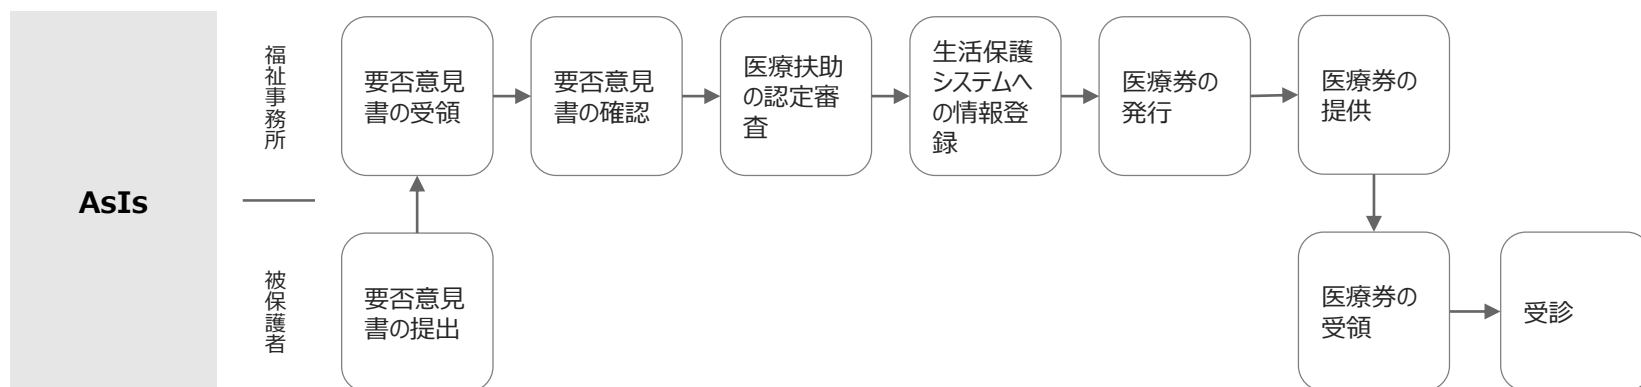 AsIs
福祉事務所
要否意見
書の受領
要否意見
書の確認
医療扶助
の認定審
査
生活保護
システムへ
の情報登
録
医療券の
発行
医療券の
提供
被保護者
要否意見
書の提出
医療券の
受領
受診